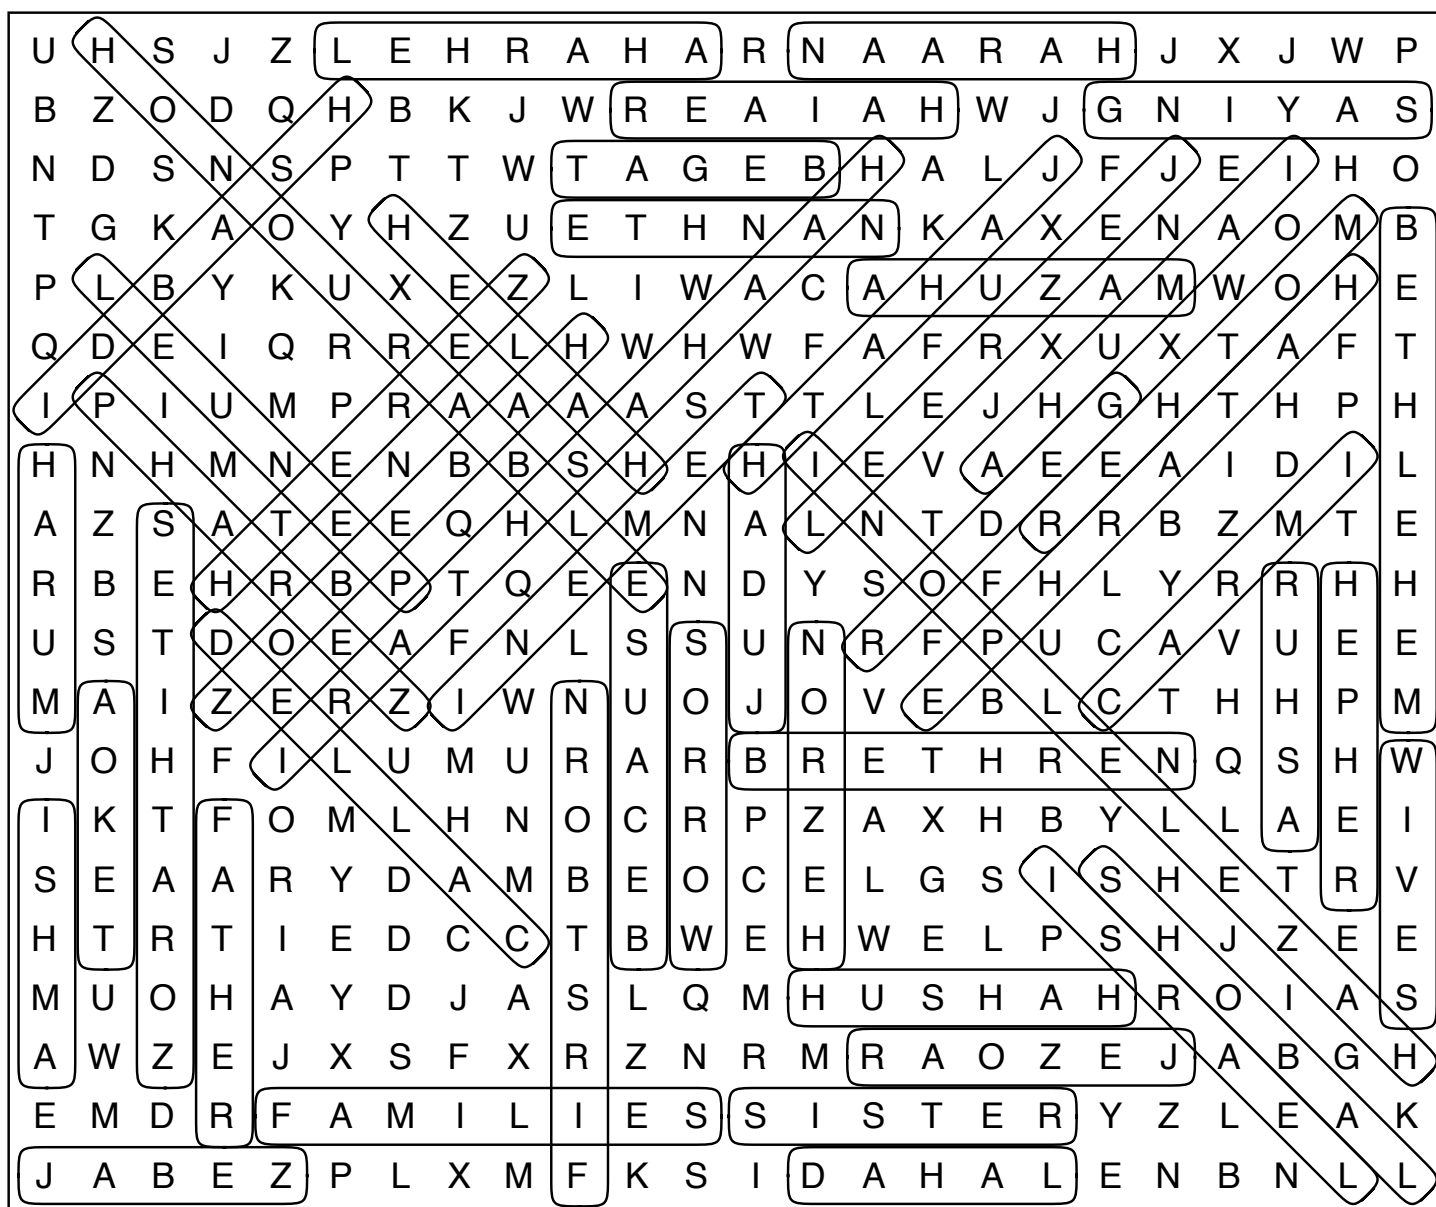 U H S J Z L E H R A H A R N A A R A H J X J W P
B Z O D Q H B K J W R E A I A H W J G N I Y A S
N D S N S P T T W T A G E B H A L J F J E I H O
T G K A O Y H Z U E T H N A N K A X E N A O M B
P L B Y K U X E Z L I W A C A H U Z A M W O H E
Q D E I Q R R E L H W H W F A F R X U X T A F T
I P I U M P R A A A A S T T L E J H G H T H P H
H N H M N E N B B S H E H I E V A E E A I D I L
A Z S A T E E Q H L M N A L N T D R R B Z M T E
R B E H R B P T Q E E N D Y S O F H L Y R R H H
U S T D O E A F N L S S U N R F P U C A V U E E
M A I Z E R Z I W N U O J O V E B L C T H H P M
J O H F I L U M U R A R B R E T H R E N Q S H W
I K T F O M L H N O C R P Z A X H B Y L L A E I
S E A A R Y D A M B E O C E L G S I S H E T R V
H T R T I E D C C T B W E H W E L P S H J Z E E
M U O H A Y D J A S L Q M H U S H A H R O I A S
A W Z E J X S F X R Z N R M R A O Z E J A B G H
E M D R F A M I L I E S S I S T E R Y Z L E A K
J A B E Z P L X M F K S I D A H A L E N B N L L